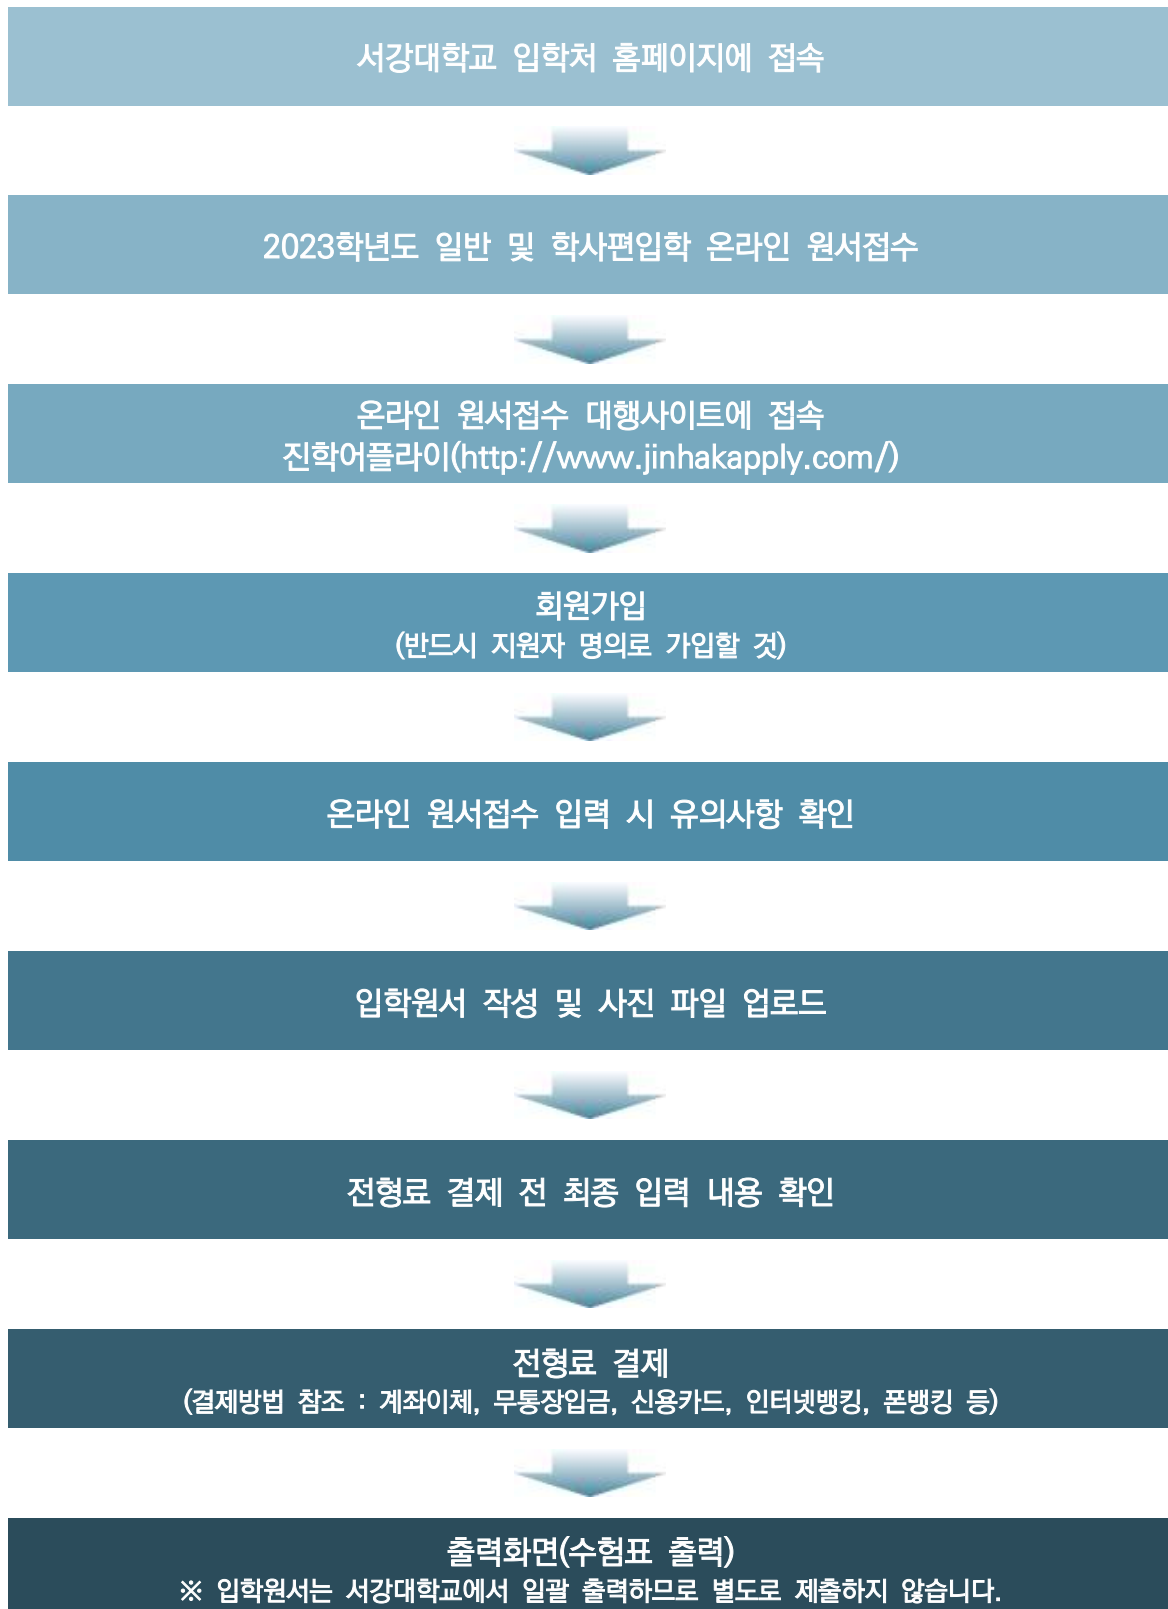 서강대학교 입학처 홈페이지에 접속
2023학년도 일반 및 학사편입학 온라인 원서접수
온라인 원서접수 대행사이트에 접속
진학어플라이(http://www.jinhakapply.com/)
회원가입
(반드시 지원자 명의로 가입할 것)
온라인 원서접수 입력 시 유의사항 확인
입학원서 작성 및 사진 파일 업로드
전형료 결제 전 최종 입력 내용 확인
전형료 결제
(결제방법 참조 : 계좌이체, 무통장입금, 신용카드, 인터넷뱅킹, 폰뱅킹 등)
출력화면(수험표 출력)
※ 입학원서는 서강대학교에서 일괄 출력하므로 별도로 제출하지 않습니다.